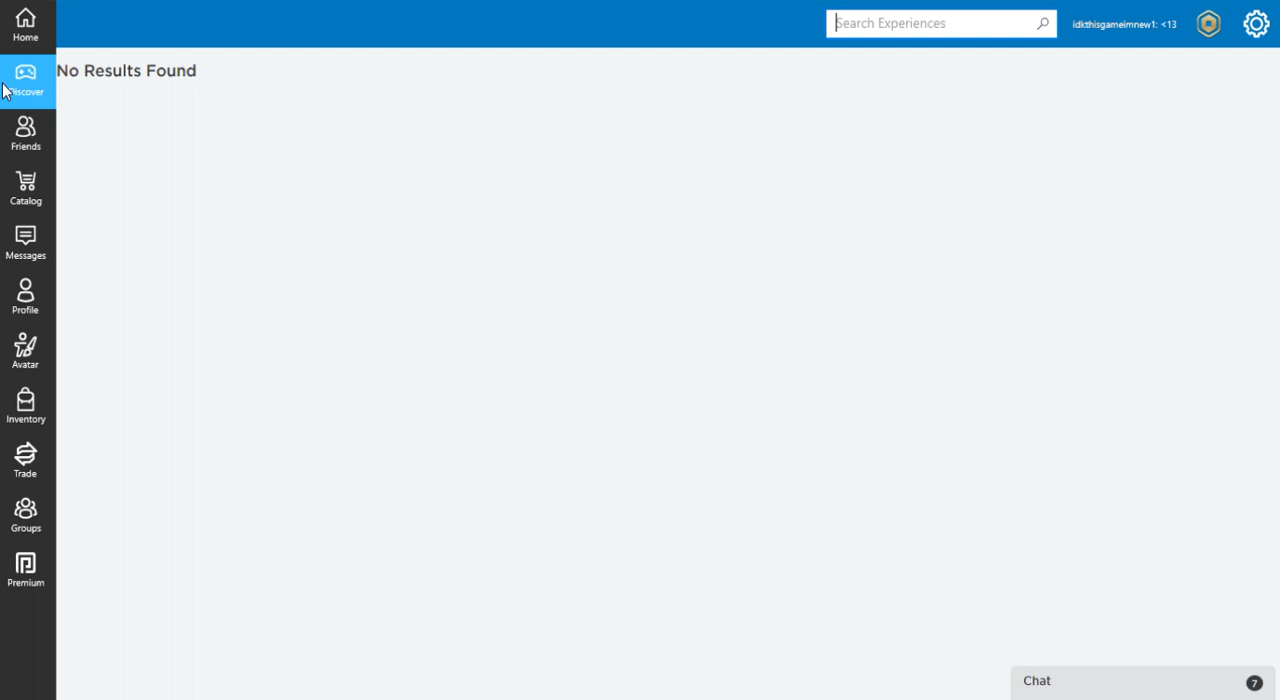 Home
Search Experiences
idkthisgameimnew1: <13
Discover
No Results Found
Friends
Catalog
Messages
Profile
Avatar
Inventory
Trade
Groups
Premium
Chat
7